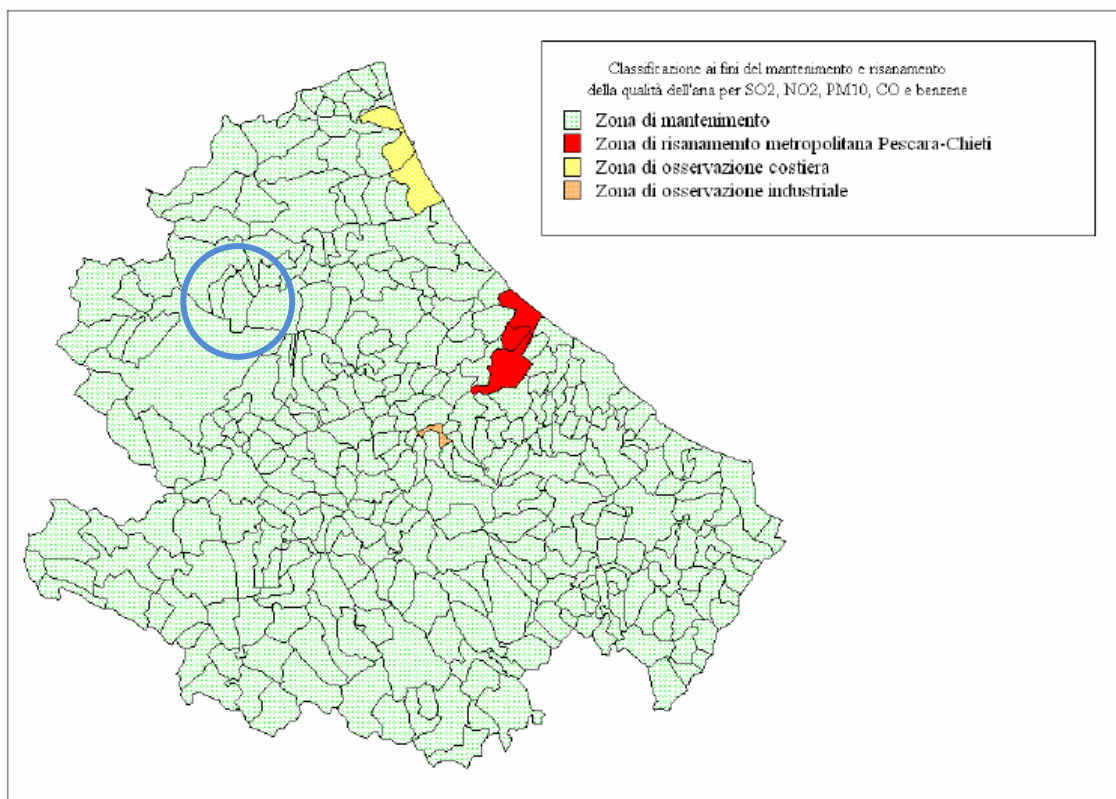 Classificazione ai fini del mantenimento e risanamento
della qualità dell'aria per SO2, NO2, PM10, CO e benzene
Zona di mantenimento
Zona di risanamemto metropolitana Pescara-Chieti
Zona di osservazione costiera
Zona di osservazione industriale